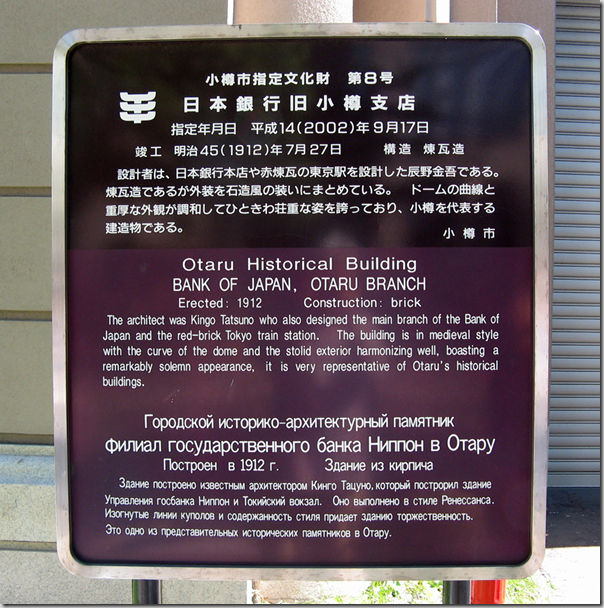 小樽市指定文化財　第8号
日本銀行旧小樽支店
指定年月日　平成14(2002)年9月17日
竣工　明治45(1912)年7月27日　　構造　煉瓦造
設計者は、日本銀行本店や赤煉瓦の東京駅を設計した辰野金吾である。
煉瓦造であるが外装を石造風の装いにまとめている。　ドームの曲線と
重厚な外観が調和してひときわ荘重な姿を誇っており、小樽を代表する
建造物である。
小樽市
Otaru Historical Building
BANK OF JAPAN, OTARU BRANCH
Erected: 1912 Construction: brick
The architect was Kingo Tatsuno who also designed the main branch of the Bank of
Japan and the red-brick Tokyo train station. The building is in medieval style
with the curve of the dome and the stolid exterior harmonizing well, boasting a
remarkably solemn appearance, it is very representative of Otaru's historical
buildings.
Городской историко-архитектурный памятник
филиал государственного банка Ниппон в Отару
Построен в 1912 г. Здание из кирпича
Здание построено известным архитектором Кинго Тацуно, который построрил здание
Управления госбанка Ниппон и Токийский вокзал. Оно выполнено в стиле Ренессанса.
Изогнутые линии куполов и содержанность стиля придает зданию торжественность.
Это одно из представительных исторических памятников в Отару.